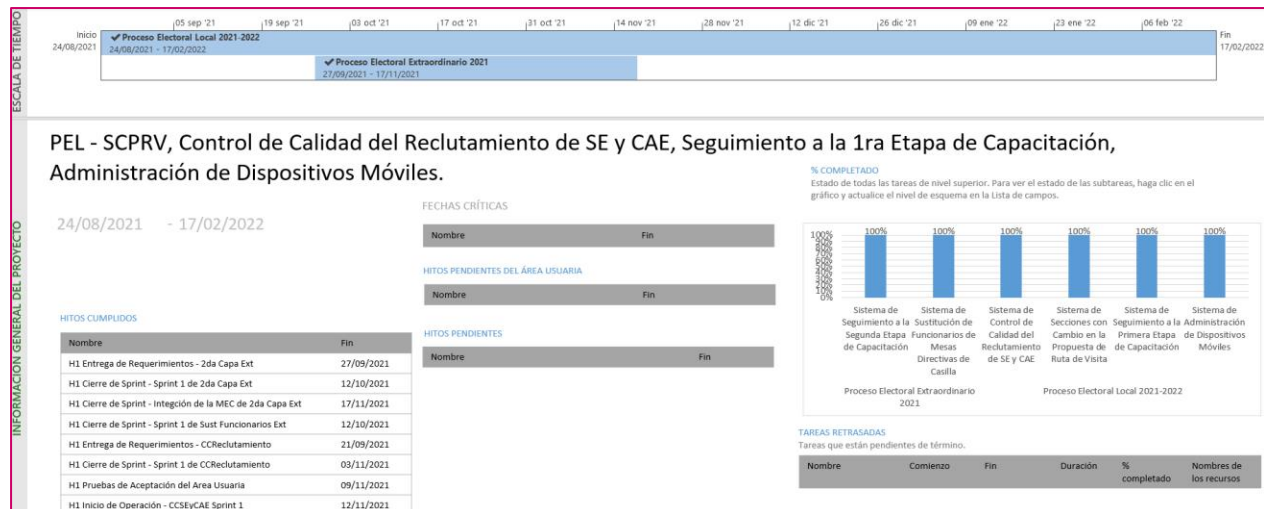 ESCALA DE TIEMPO
05 sep '21 19 sep '21 03 oct '21 17 oct '21 31 oct '21 14 nov '21 28 nov '21 12 dic '21 26 dic '21 09 ene '22 23 ene '22 06 feb '22
Inicio
24/08/2021
✔Proceso Electoral Local 2021-2022
24/08/2021 - 17/02/2022
Fin
17/02/2022
✔Proceso Electoral Extraordinario 2021
27/09/2021 - 17/11/2021
INFORMACION GENERAL DEL PROYECTO
PEL - SCPRV, Control de Calidad del Reclutamiento de SE y CAE, Seguimiento a la 1ra Etapa de Capacitación,
Administración de Dispositivos Móviles.
24/08/2021 - 17/02/2022
HITOS CUMPLIDOS
Nombre Fin
H1 Entrega de Requerimientos - 2da Capa Ext 27/09/2021
H1 Cierre de Sprint - Sprint 1 de 2da Capa Ext 12/10/2021
H1 Cierre de Sprint - Integción de la MEC de 2da Capa Ext 17/11/2021
H1 Cierre de Sprint - Sprint 1 de Sust Funcionarios Ext 12/10/2021
H1 Entrega de Requerimientos - CCReclutamiento 21/09/2021
H1 Cierre de Sprint - Sprint 1 de CCReclutamiento 03/11/2021
H1 Pruebas de Aceptación del Area Usuaria 09/11/2021
H1 Inicio de Operación - CCSEyCAE Sprint 1 12/11/2021
FECHAS CRÍTICAS
Nombre Fin
HITOS PENDIENTES DEL ÁREA USUARIA
Nombre Fin
HITOS PENDIENTES
Nombre Fin
% COMPLETADO
Estado de todas las tareas de nivel superior. Para ver el estado de las subtareas, haga clic en el
gráfico y actualice el nivel de esquema en la Lista de campos.
100% 100% 100% 100% 100% 100%
100%
90%
80%
70%
60%
50%
40%
30%
20%
10%
0%
Sistema de Seguimiento a la Segunda Etapa de Capacitación
Sistema de Sustitución de Funcionarios de Mesas Directivas de Casilla
Sistema de Control de Calidad del Reclutamiento de SE y CAE
Sistema de Secciones con Cambio en la Propuesta de Ruta de Visita
Sistema de Seguimiento a la Primera Etapa de Capacitación
Sistema de Administración de Dispositivos Móviles
Proceso Electoral Extraordinario 2021
Proceso Electoral Local 2021-2022
TAREAS RETRASADAS
Tareas que están pendientes de término.
Nombre Comienzo Fin Duración % completado Nombres de los recursos